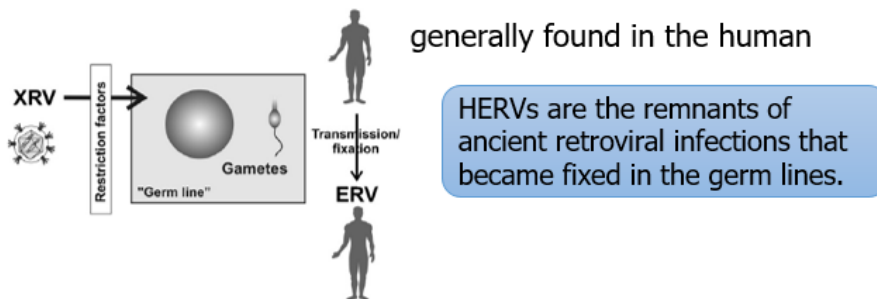 generally found in the human
XRV
Restriction factors
Gametes
"Germ line"
Transmission/
fixation
ERV
HERVs are the remnants of
ancient retroviral infections that
became fixed in the germ lines.